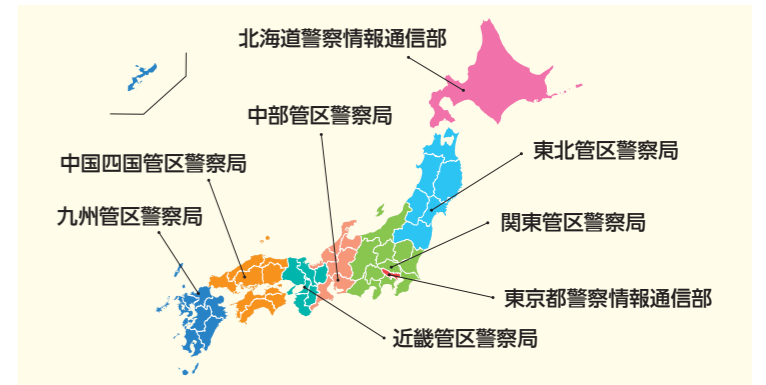 北海道警察情報通信部
中部管区警察局
東北管区警察局
中国四国管区警察局
九州管区警察局
関東管区警察局
東京都警察情報通信部
近畿管区警察局